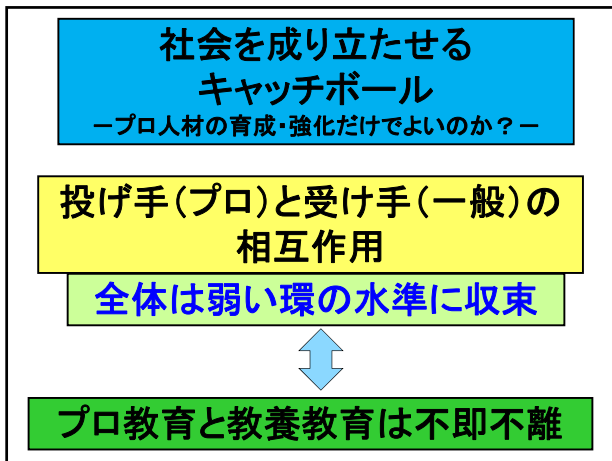 社会を成り立たせる
キャッチボール
－プロ人材の育成・強化だけでよいのか？－
投げ手（プロ）と受け手（一般）の
相互作用
全体は弱い環の水準に収束
プロ教育と教養教育は不即不離